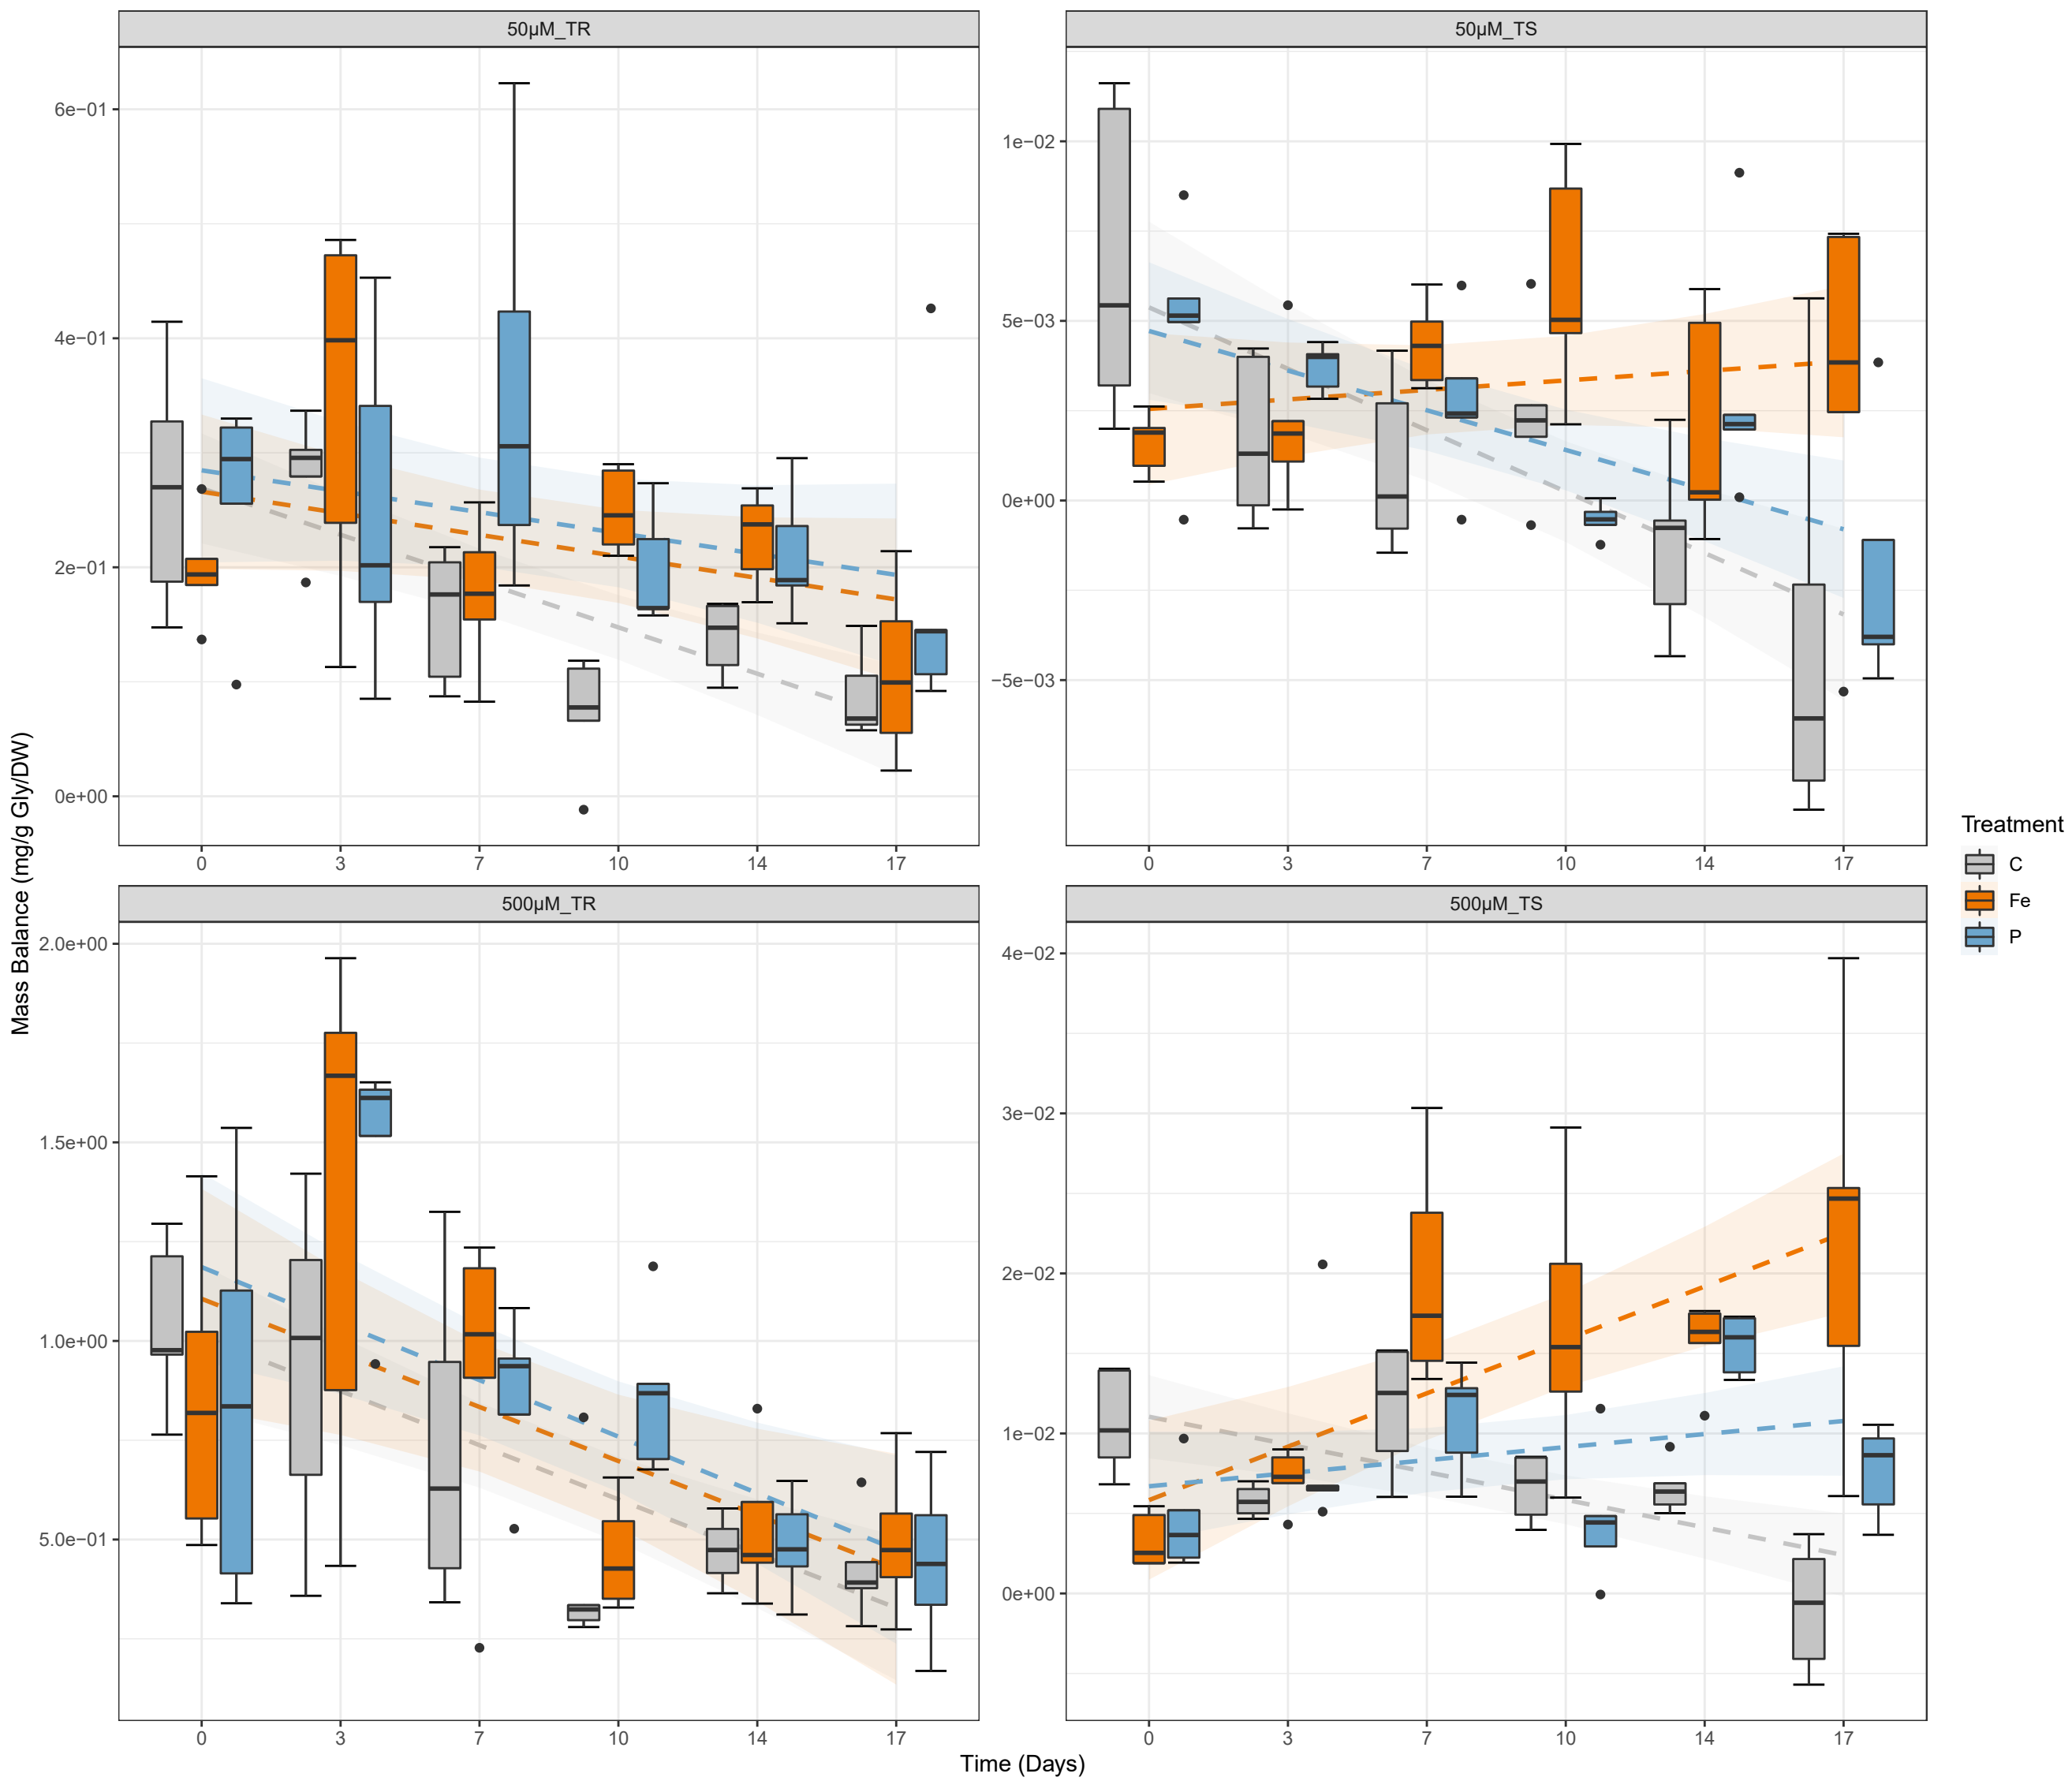 50µM_TR
50µM_TS
6e−01
4e−01
2e−01
0e+00
1e−02
5e−03
0e+00
−5e−03
0 3 7 10 14 17
0 3 7 10 14 17
Mass Balance (mg/g Gly/DW)
Treatment
C
Fe
P
500µM_TR
500µM_TS
2.0e+00
1.5e+00
1.0e+00
5.0e−01
4e−02
3e−02
2e−02
1e−02
0e+00
0 3 7 10 14 17
0 3 7 10 14 17
Time (Days)